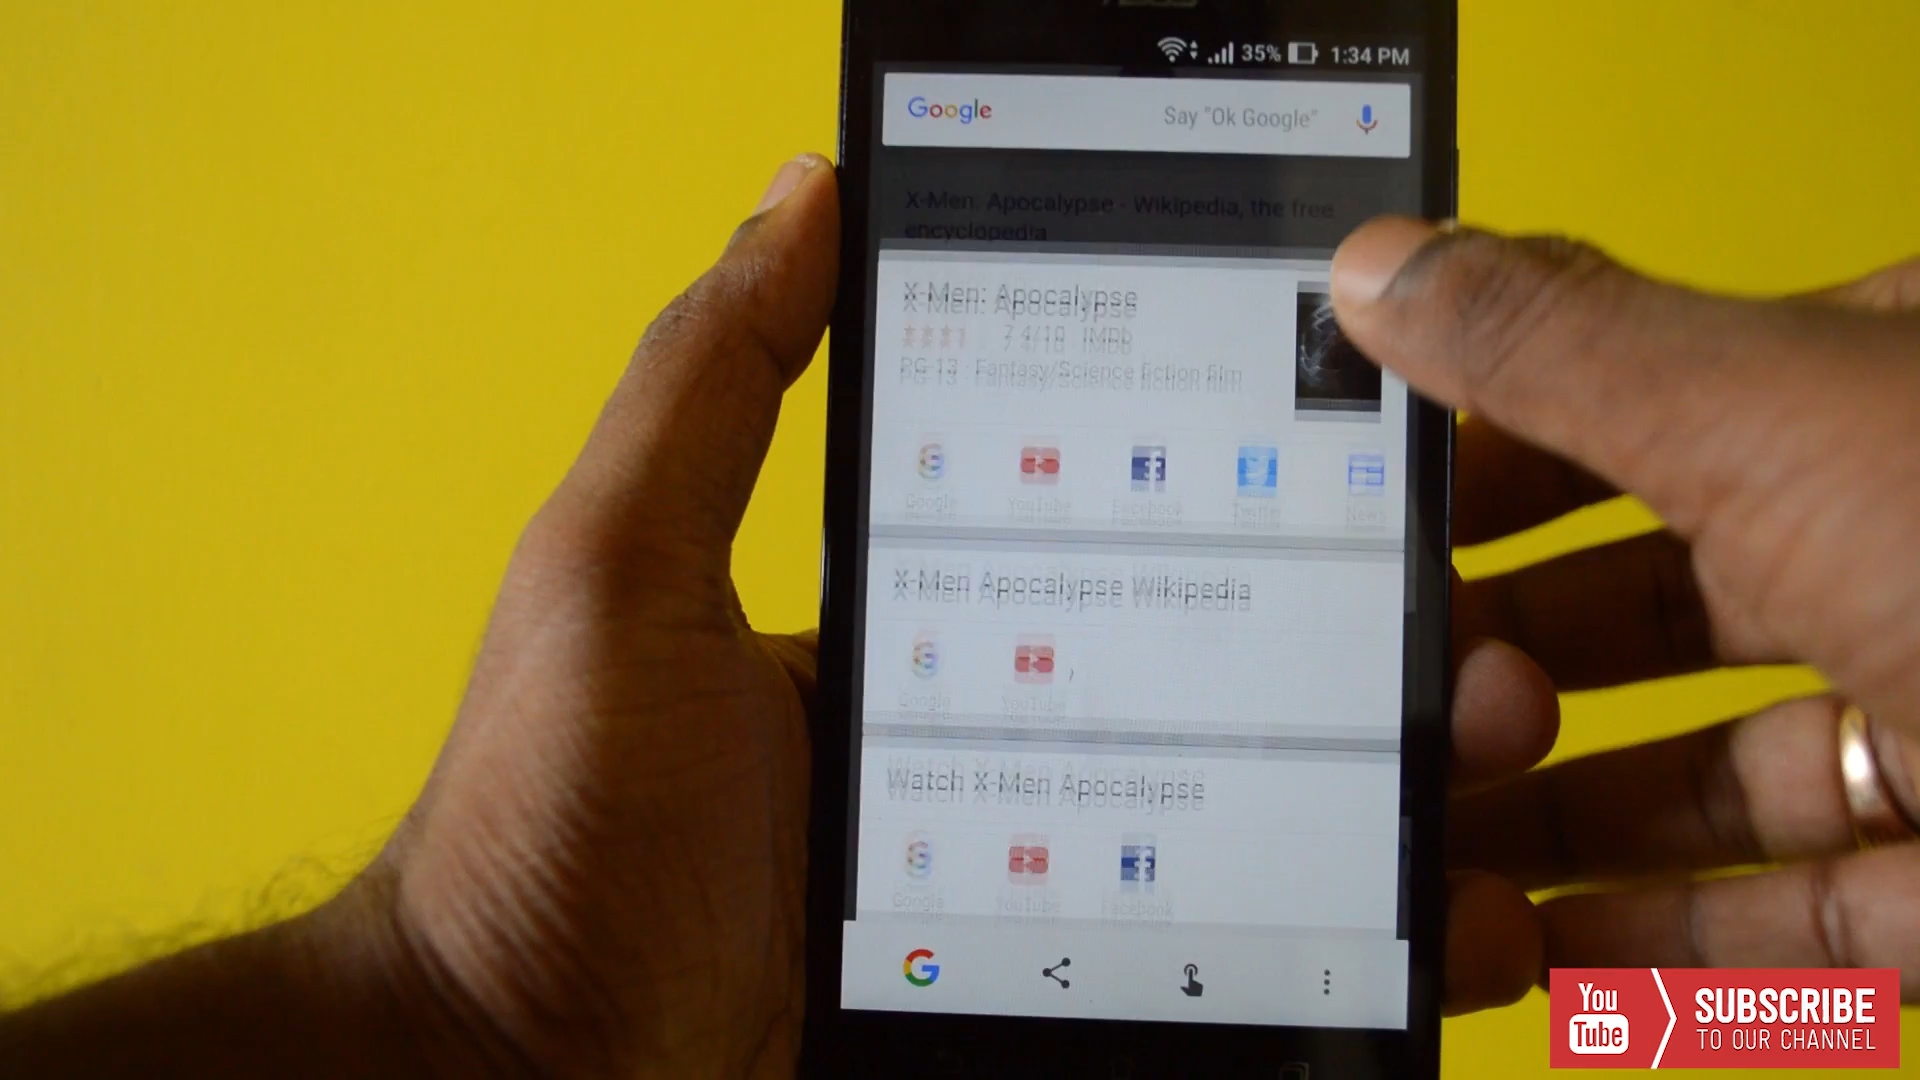 35% 1:34 PM
Google Say "Ok Google"
X-Men: Apocalypse - Wikipedia, the free
encyclopedia
X-Men: Apocalypse
7.4/10 IMDb
PG-13 · Fantasy/Science fiction film
Google YouTube Facebook Twitter News
X-Men Apocalypse Wikipedia
Google YouTube
Watch X-Men Apocalypse
Google YouTube Facebook
You
Tube
SUBSCRIBE
TO OUR CHANNEL